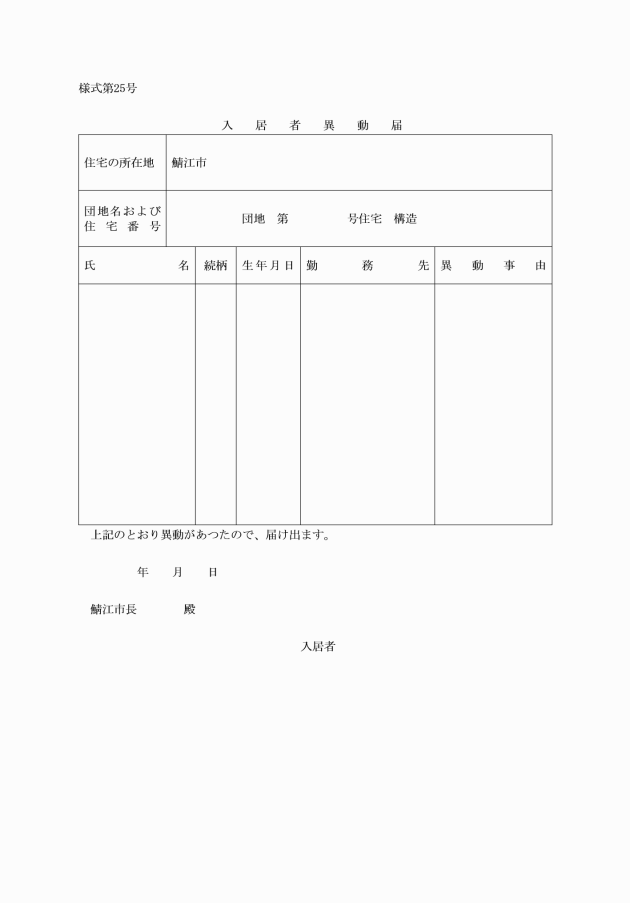 様式第25号
入　居　者　異　動　届
住宅の所在地　鯖江市
団地名および
住宅番号
団地　第　　　　　号住宅　構造
氏名　続柄　生年月日　勤務先　異動事由
上記のとおり異動があつたので、届け出ます。
年　　月　　日
鯖江市長　　　　殿
入居者